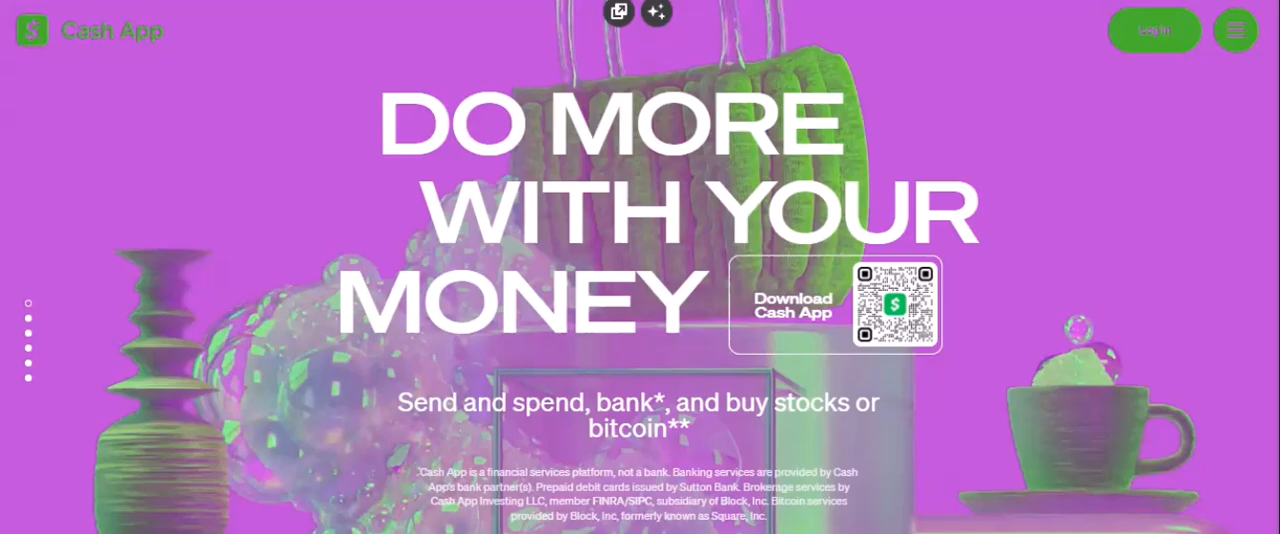 Cash App
Log In
DO MORE
WITH YOUR
MONEY
Download
Cash App
Send and spend, bank*, and buy stocks or
bitcoin**
*Cash App is a financial services platform, not a bank. Banking services are provided by Cash
App's bank partner(s). Prepaid debit cards issued by Sutton Bank. Brokerage services by
Cash App Investing LLC, member FINRA/SIPC, subsidiary of Block, Inc. Bitcoin services
provided by Block, Inc, formerly known as Square, Inc.